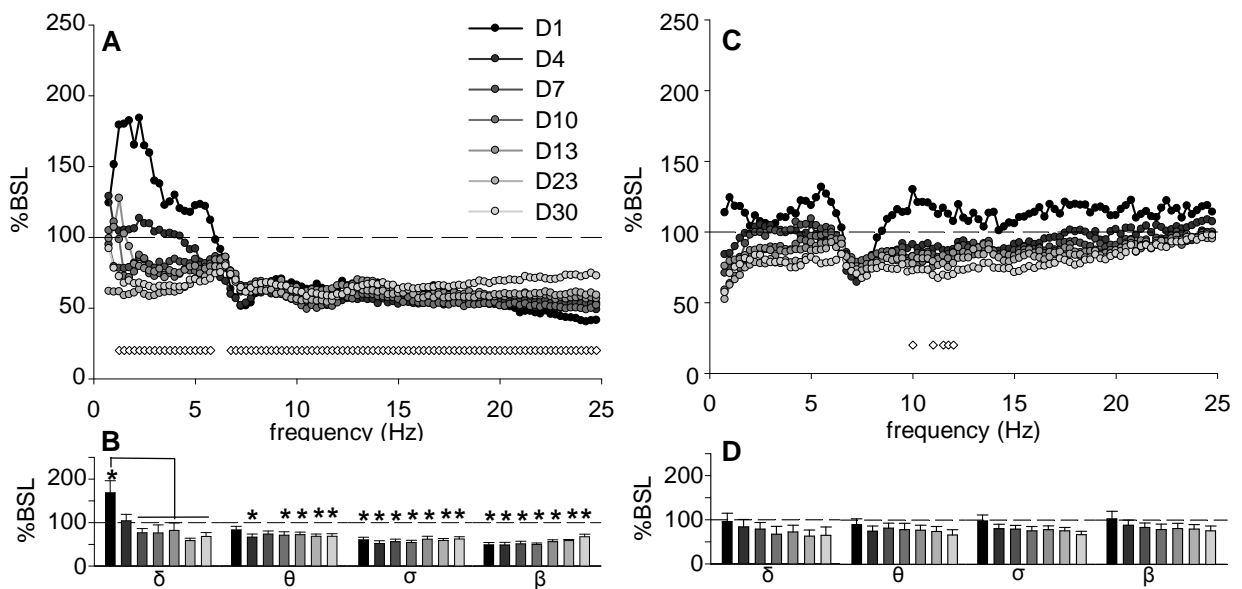 A
250
200
150
100
50
0
%BSL
0 5 10 15 20 25
frequency (Hz)
D1
D4
D7
D10
D13
D23
D30
C
250
200
150
100
50
0
%BSL
0 5 10 15 20 25
frequency (Hz)
B
200
100
0
%BSL
*
* ** **
*** * * **
*** * * **
δ θ σ β
D
200
100
0
%BSL
δ θ σ β